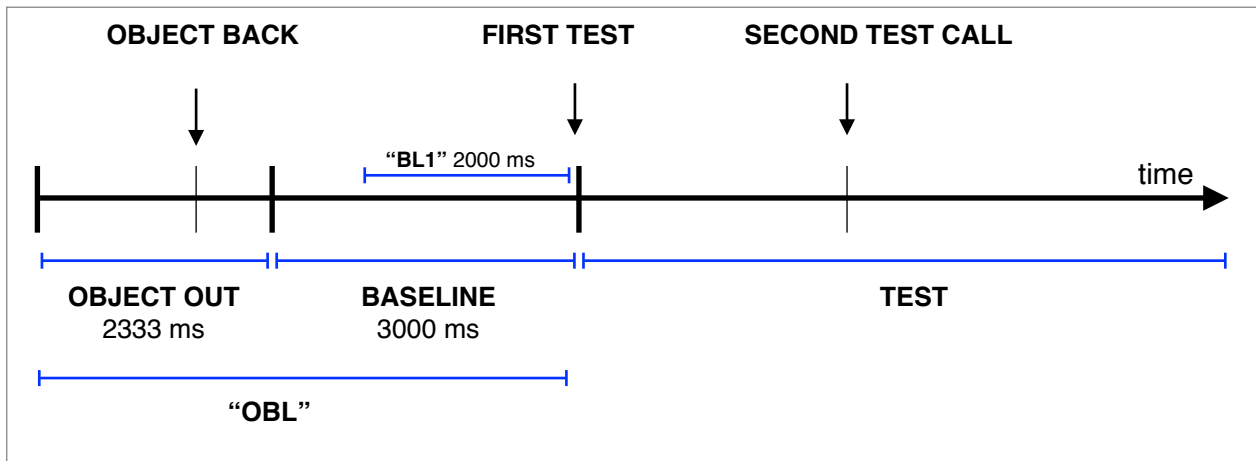 OBJECT BACK
FIRST TEST
SECOND TEST CALL
“BL1” 2000 ms
time
OBJECT OUT
2333 ms
BASELINE
3000 ms
TEST
“OBL”